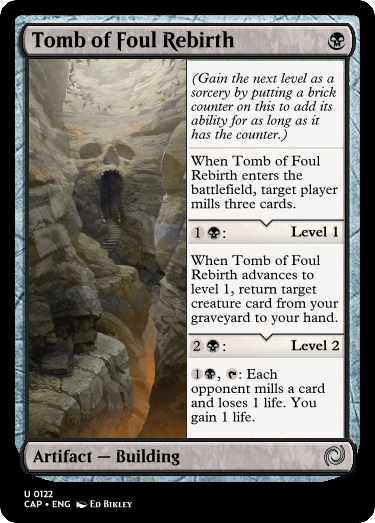 Tomb of Foul Rebirth
(Gain the next level as a
sorcery by putting a brick
counter on this to add its
ability for as long as it
has the counter.)
When Tomb of Foul
Rebirth enters the
battlefield, target player
mills three cards.
1 : Level 1
When Tomb of Foul
Rebirth advances to
level 1, return target
creature card from your
graveyard to your hand.
2 : Level 2
1 , : Each
opponent mills a card
and loses 1 life. You
gain 1 life.
Artifact — Building
U 0122
CAP • ENG Ed Bikley